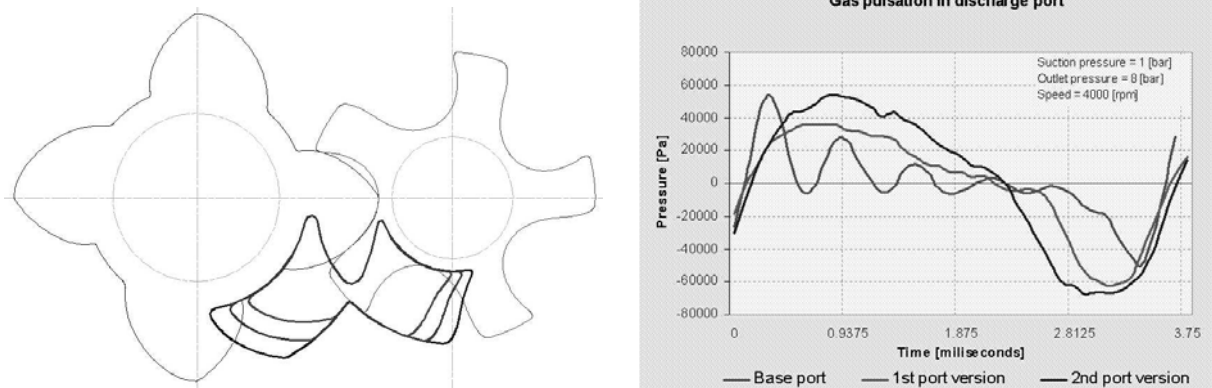 Gas pulsation in discharge port
80000
60000
40000
20000
0
-20000
-40000
-60000
-80000
Pressure [Pa]
Suction pressure = 1 [bar]
Outlet pressure = 8 [bar]
Speed = 4000 [rpm]
0 0.9375 1.875 2.8125 3.75
Time [miliseconds]
Base port 1st port version 2nd port version